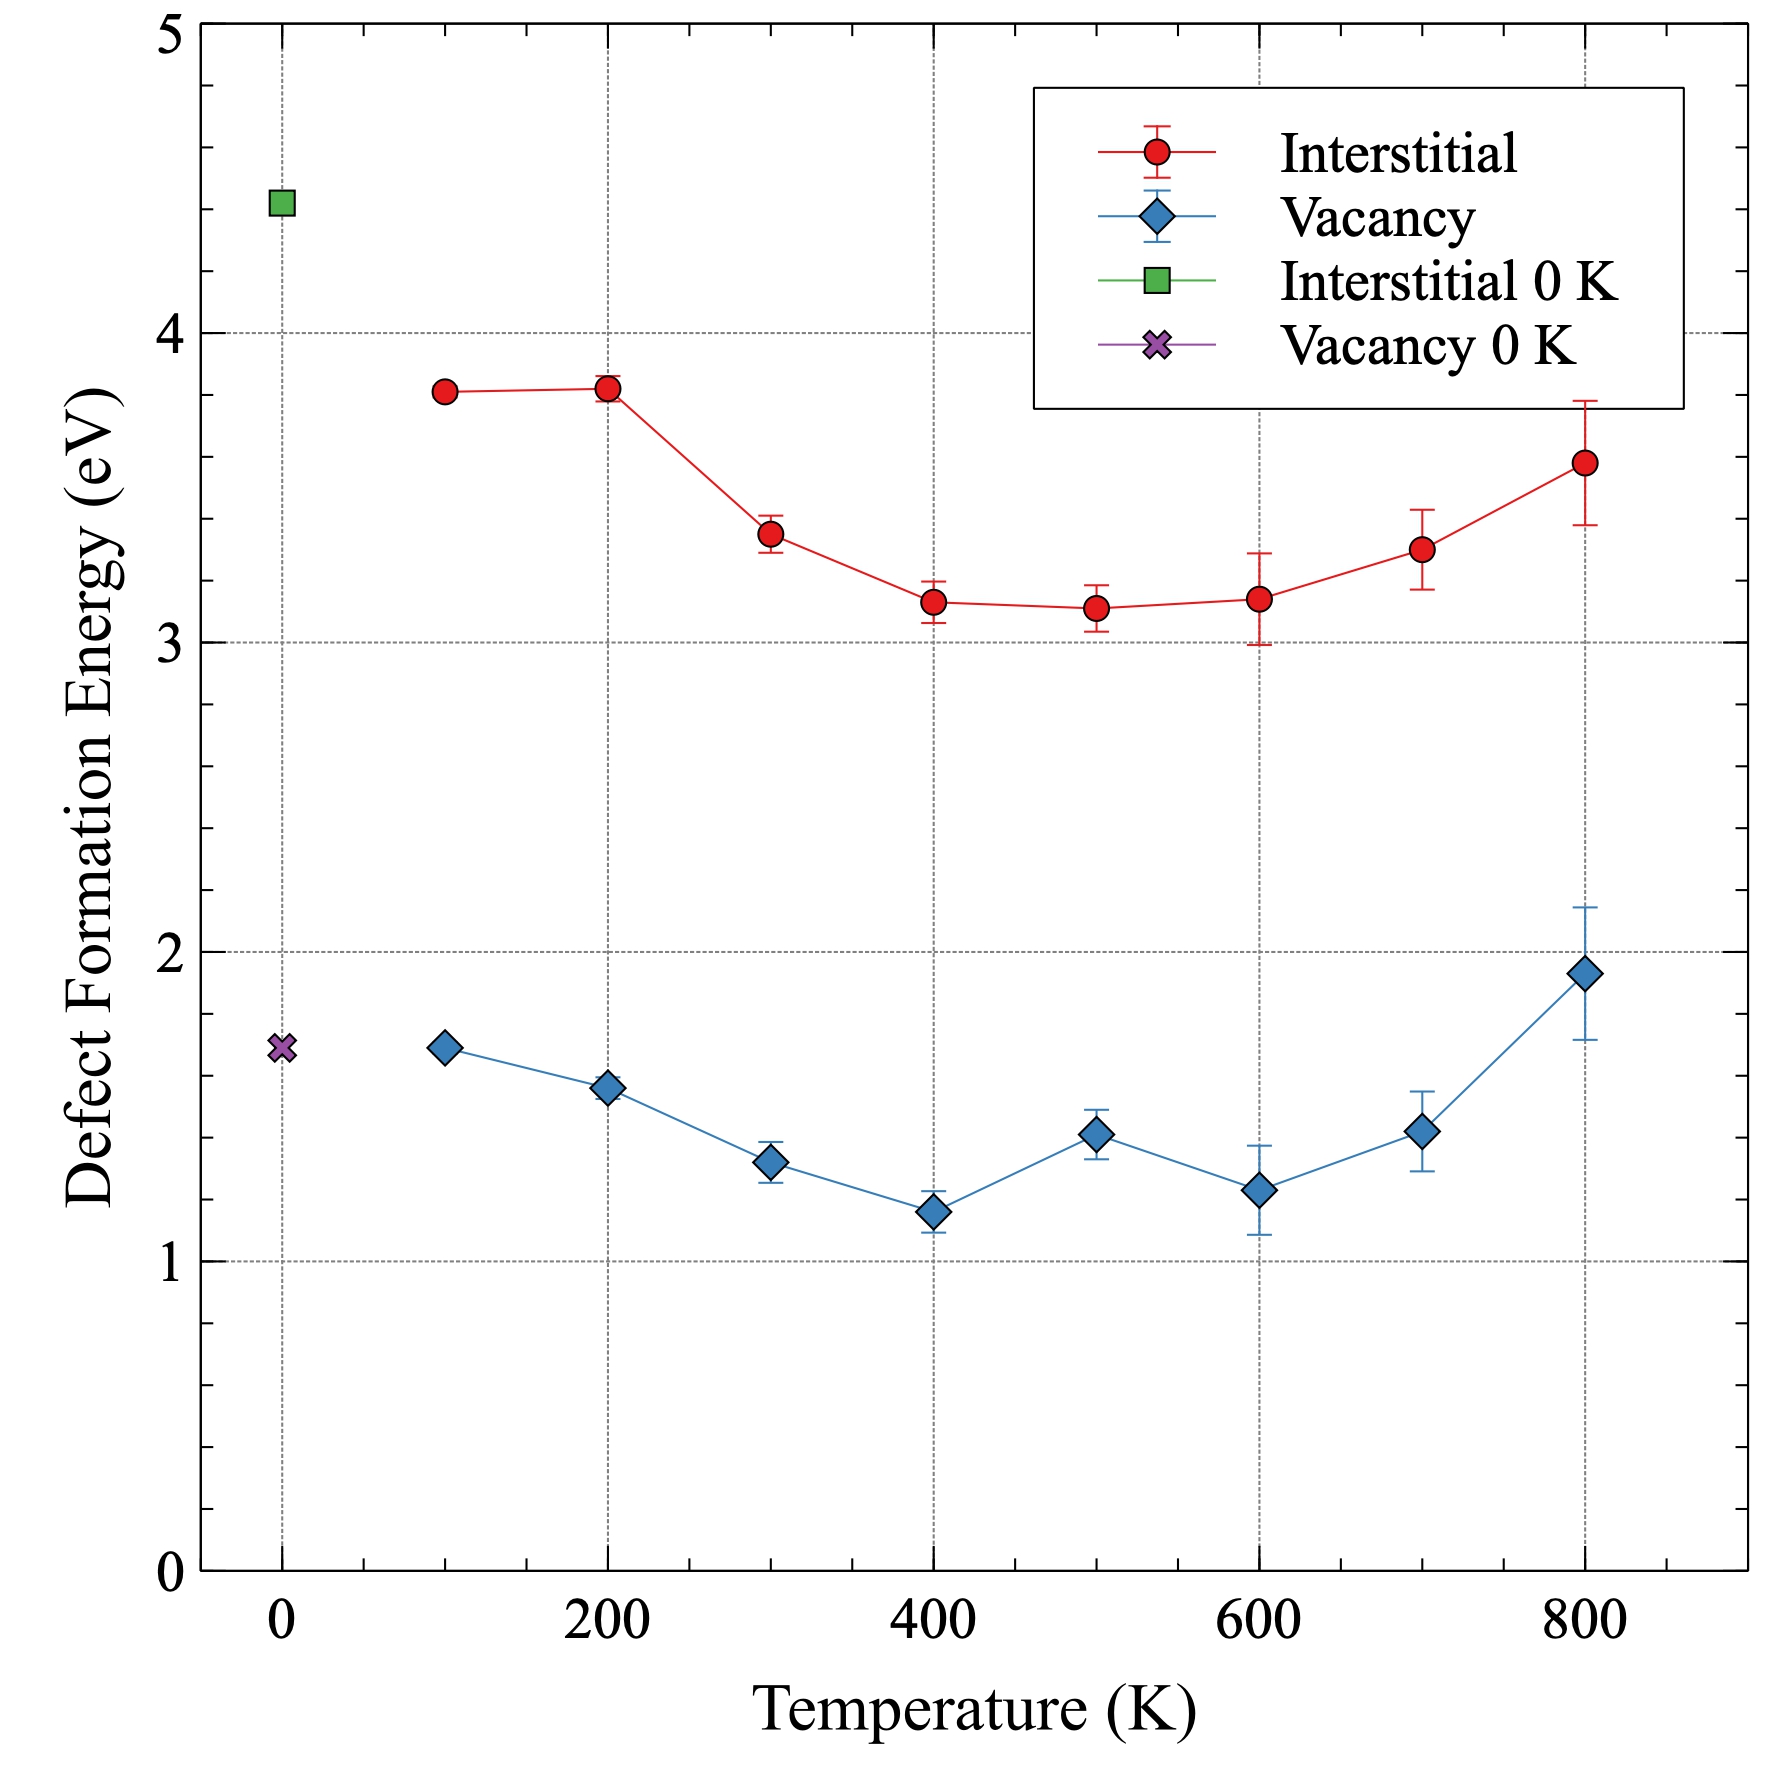 Defect Formation Energy (eV)
5
4
3
2
1
0
Interstitial
Vacancy
Interstitial 0 K
Vacancy 0 K
0 200 400 600 800
Temperature (K)